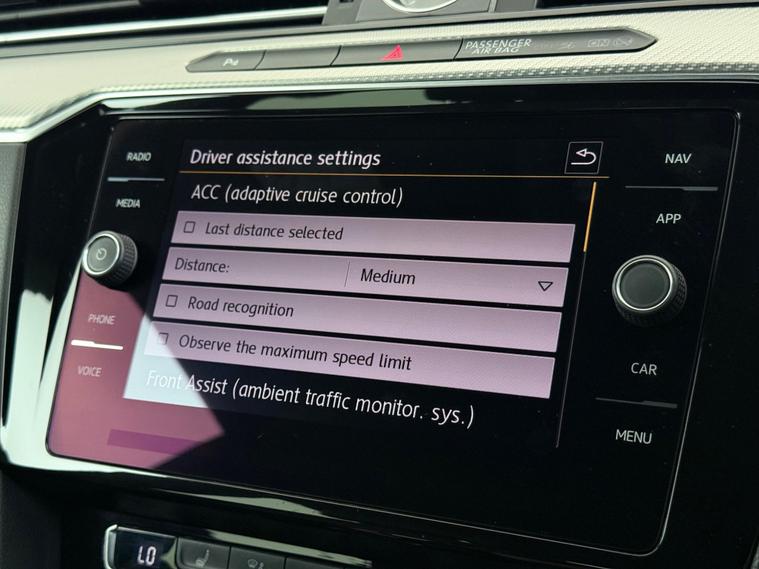 P
PASSENGER
AIR BAG
ON
RADIO
Driver assistance settings
NAV
MEDIA
ACC (adaptive cruise control)
APP
Last distance selected
Distance:
Medium
Road recognition
PHONE
Observe the maximum speed limit
VOICE
CAR
Front Assist (ambient traffic monitor. sys.)
MENU
LO